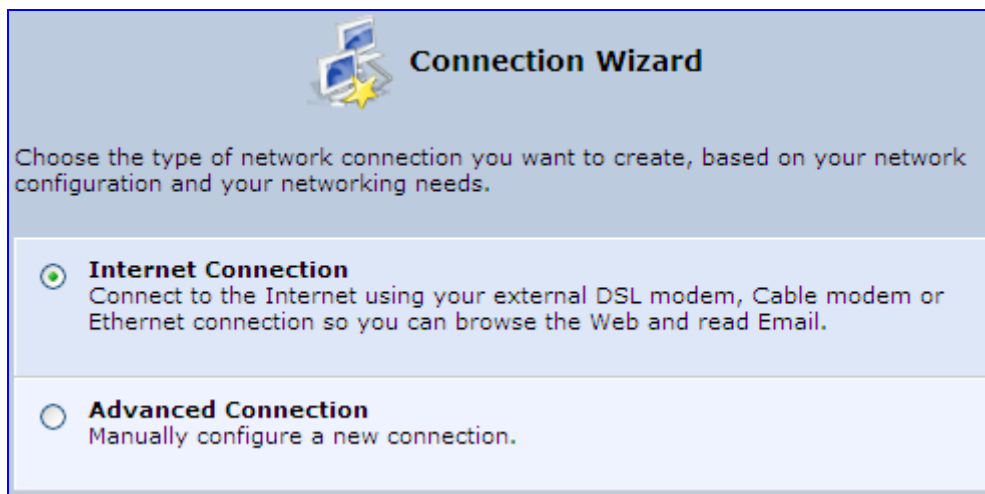 Connection Wizard
Choose the type of network connection you want to create, based on your network
configuration and your networking needs.
Internet Connection
Connect to the Internet using your external DSL modem, Cable modem or
Ethernet connection so you can browse the Web and read Email.
Advanced Connection
Manually configure a new connection.